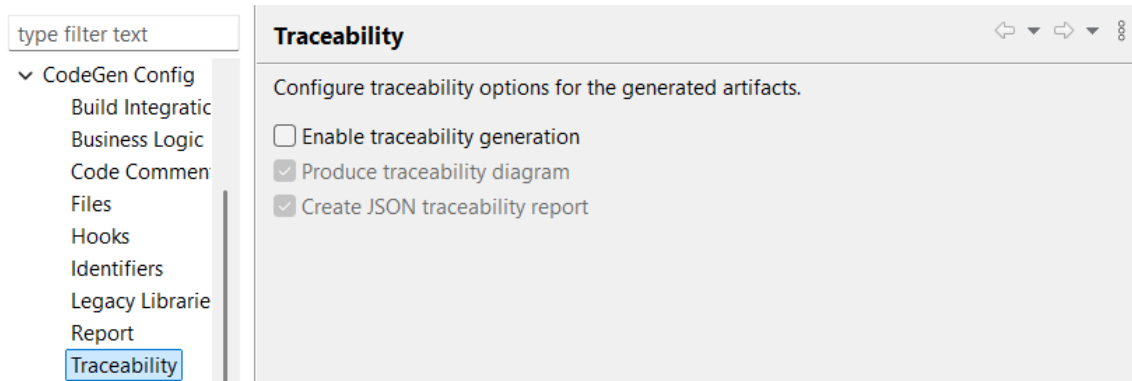 type filter text
CodeGen Config
Build Integratic
Business Logic
Code Commen
Files
Hooks
Identifiers
Legacy Librarie
Report
Traceability
Traceability
Configure traceability options for the generated artifacts.
Enable traceability generation
Produce traceability diagram
Create JSON traceability report